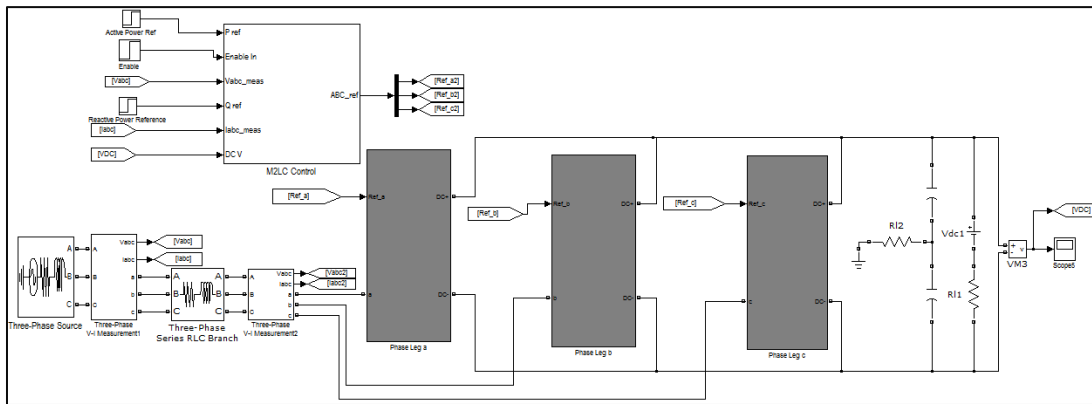 Active Power Ref
Enable
[Vabc]
Reactive Power Reference
[Iabc]
[VDC]
P ref
Enable In
Vabc_meas
Q ref
Iabc_meas
DC V
ABC_ref
M2LC Control
[Ref_a2]
[Ref_b2]
[Ref_c2]
[Ref_a]
Ref_a
DC+
DC-
a
Phase Leg a
[Ref_b]
Ref_b
DC+
DC-
b
Phase Leg b
[Ref_c]
Ref_c
DC+
DC-
c
Phase Leg c
Rl2
Vdc1
Rl1
+
-
v
VM3
[VDC]
Scope5
A
B
C
Three-Phase Source
A
B
C
Vabc
Iabc
a
b
c
Three-Phase
V-I Measurement1
[Vabc]
[Iabc]
A
B
C
A
B
C
Three-Phase
Series RLC Branch
A
B
C
Vabc
Iabc
a
b
c
Three-Phase
V-I Measurement2
[Vabc2]
[Iabc2]